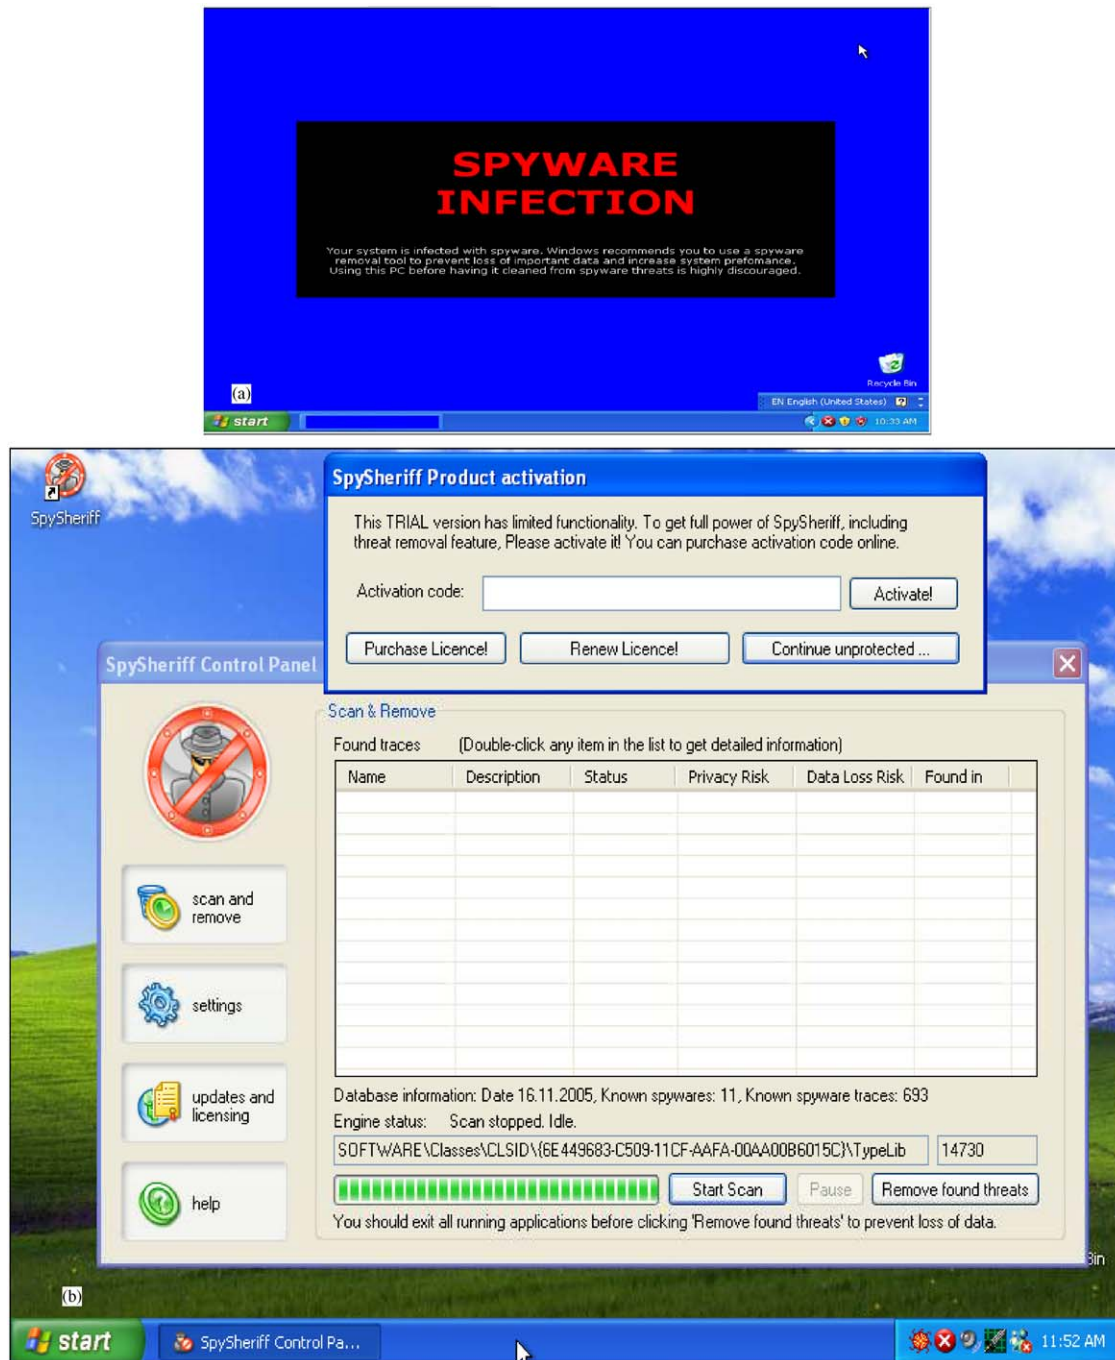 SPYWARE
INFECTION
Your system is infected with spyware. Windows recommends you to use a spyware
removal tool to prevent loss of important data and increase system prefomance.
Using this PC before having it cleaned from spyware threats is highly discouraged.
Recycle Bin
(a)
EN English (United States)
start
10:33 AM
SpySheriff
SpySheriff Product activation
This TRIAL version has limited functionality. To get full power of SpySheriff, including
threat removal feature, Please activate it! You can purchase activation code online.
Activation code:
Activate!
Purchase Licence!
Renew Licence!
Continue unprotected ...
SpySheriff Control Panel
Scan & Remove
Found traces (Double-click any item in the list to get detailed information)
Name Description Status Privacy Risk Data Loss Risk Found in
scan and
remove
settings
updates and
licensing
help
Database information: Date 16.11.2005, Known spywares: 11, Known spyware traces: 693
Engine status: Scan stopped. Idle.
SOFTWARE\Classes\CLSID\{6E449683-C509-11CF-AAFA-00AA00B6015C}\TypeLib 14730
Start Scan Pause Remove found threats
You should exit all running applications before clicking 'Remove found threats' to prevent loss of data.
Bin
(b)
start
SpySheriff Control Pa...
11:52 AM